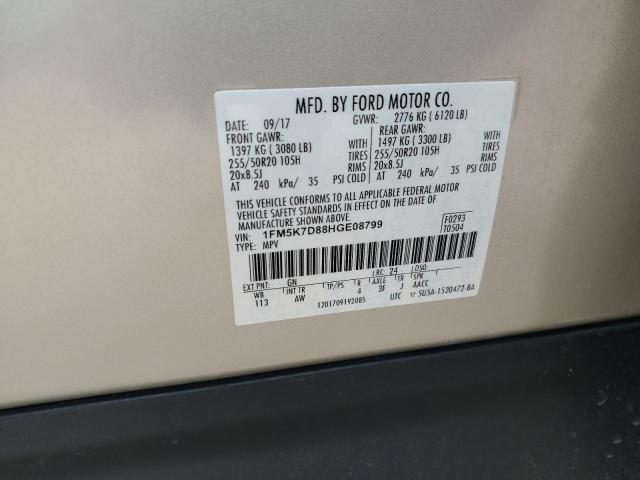 MFD. BY FORD MOTOR CO.
DATE: 09/17 GVWR: 2776 KG ( 6120 LB)
FRONT GAWR: REAR GAWR:
1397 KG ( 3080 LB) WITH 1497 KG ( 3300 LB) WITH
255/50R20 105H TIRES 255/50R20 105H TIRES
20x8.5J RIMS 20x8.5J RIMS
AT 240 kPa/ 35 PSI COLD AT 240 kPa/ 35 PSI COLD
THIS VEHICLE CONFORMS TO ALL APPLICABLE FEDERAL MOTOR
VEHICLE SAFETY STANDARDS IN EFFECT ON THE DATE OF
MANUFACTURE SHOWN ABOVE.
VIN: 1FM5K7D88HGE08799 F0293
TYPE: MPV T0504
EXT PNT: GN RC: 24 DSO:
WB INT TR TP/PS R AXLE TR SPR
113 AW 4 3F J AACC
1201709192085 UTC ▽ 5U5A-1520472-BA